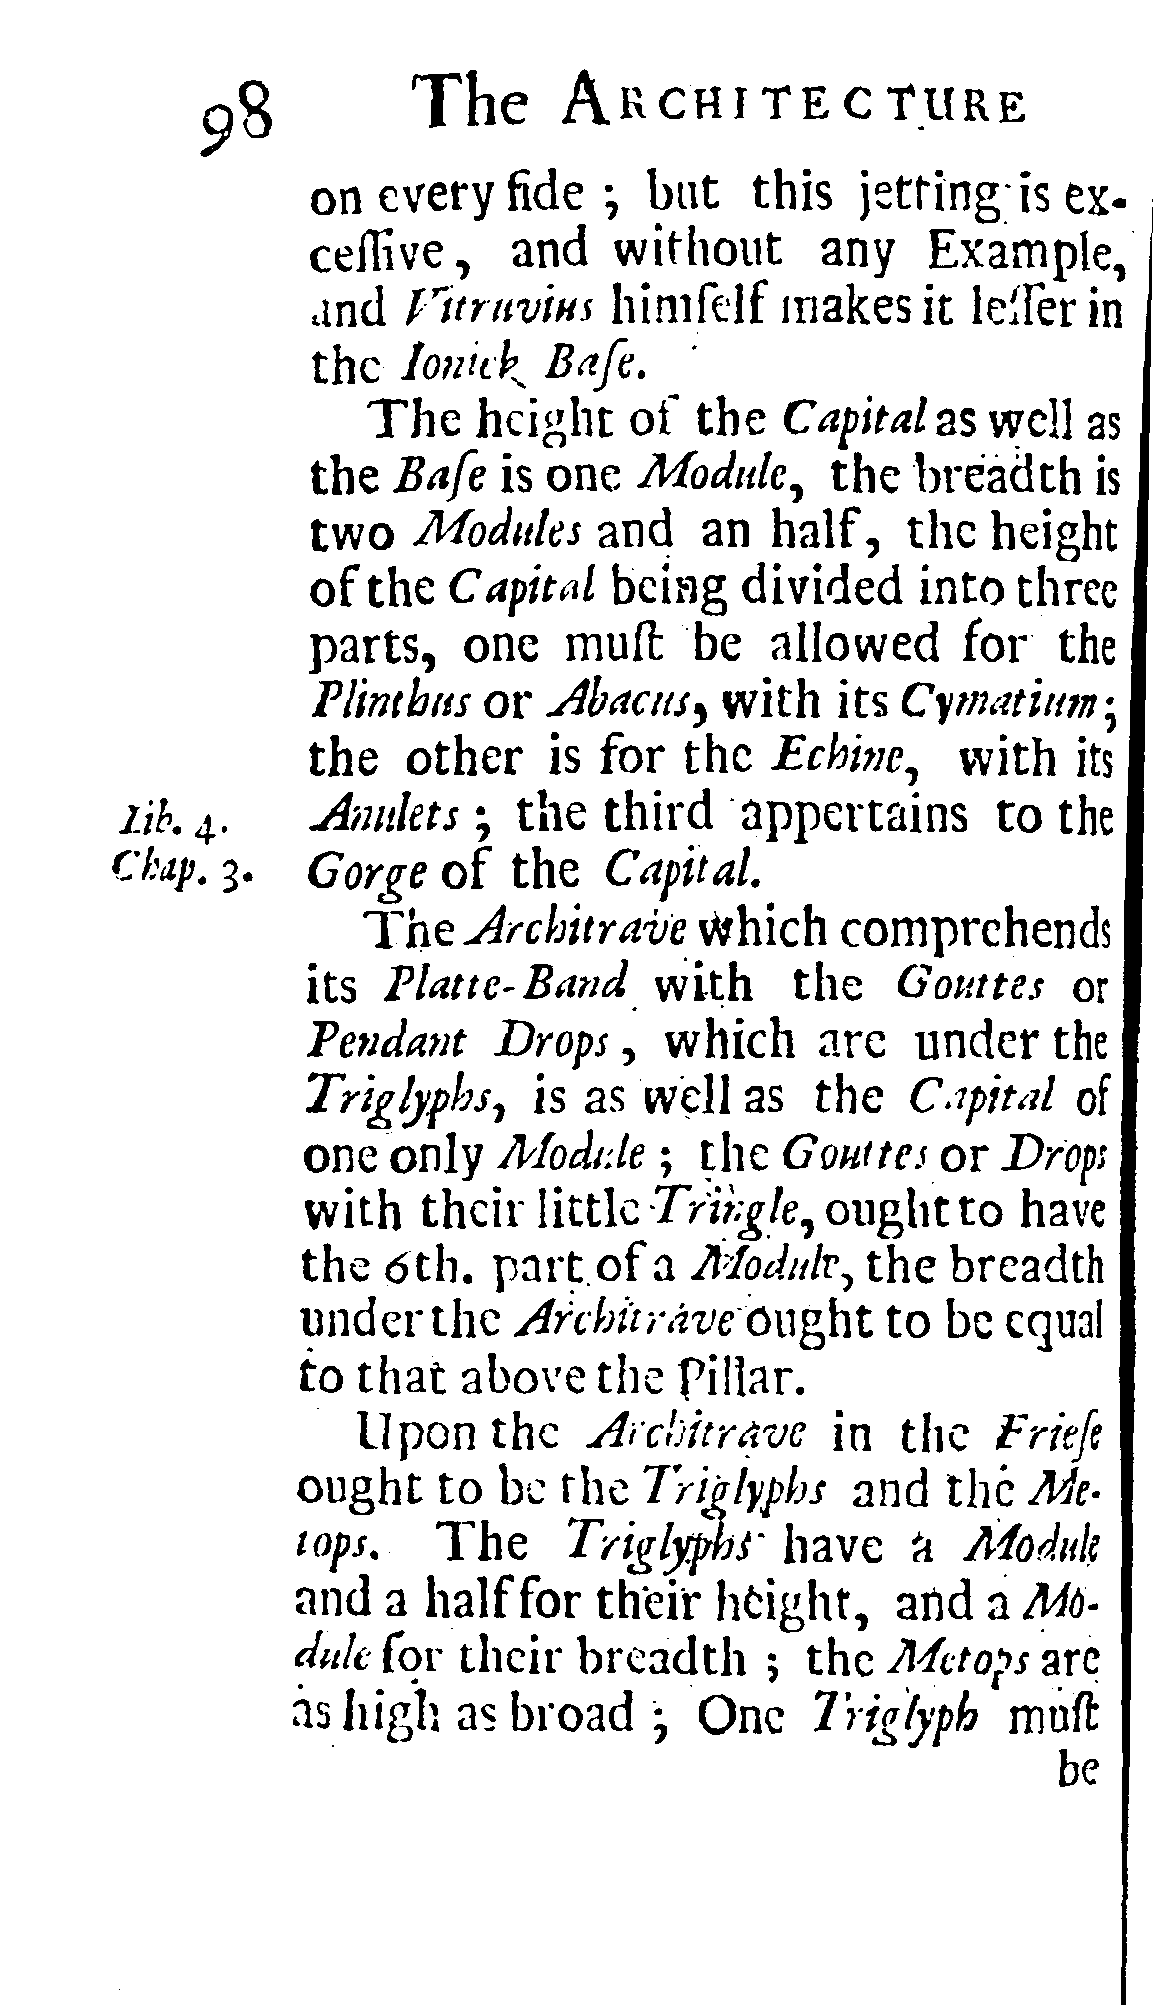 98 The ARCHITECTURE
on every ſide ; but this jetting is ex-
ceſſive, and without any Example,
and Vitruvius himſelf makes it leſſer in
the Ionick Baſe.
The height of the Capital as well as
the Baſe is one Module, the breadth is
two Modules and an half, the height
of the Capital being divided into three
parts, one muſt be allowed for the
Plinthus or Abacus, with its Cymatium;
the other is for the Echine, with its
Anulets ; the third appertains to the
Lib. 4.
Chap. 3.
Gorge of the Capital.
The Architrave which comprehends
its Platte-Band with the Gouttes or
Pendant Drops, which are under the
Triglyphs, is as well as the Capital of
one only Module ; the Gouttes or Drops
with their little Tringle, ought to have
the 6th. part of a Module, the breadth
under the Architrave ought to be equal
to that above the Pillar.
Upon the Architrave in the Frieſe
ought to be the Triglyphs and the Me-
tops. The Triglyphs have a Module
and a half for their height, and a Mo-
dule for their breadth ; the Metops are
as high as broad ; One Triglyph muſt
be